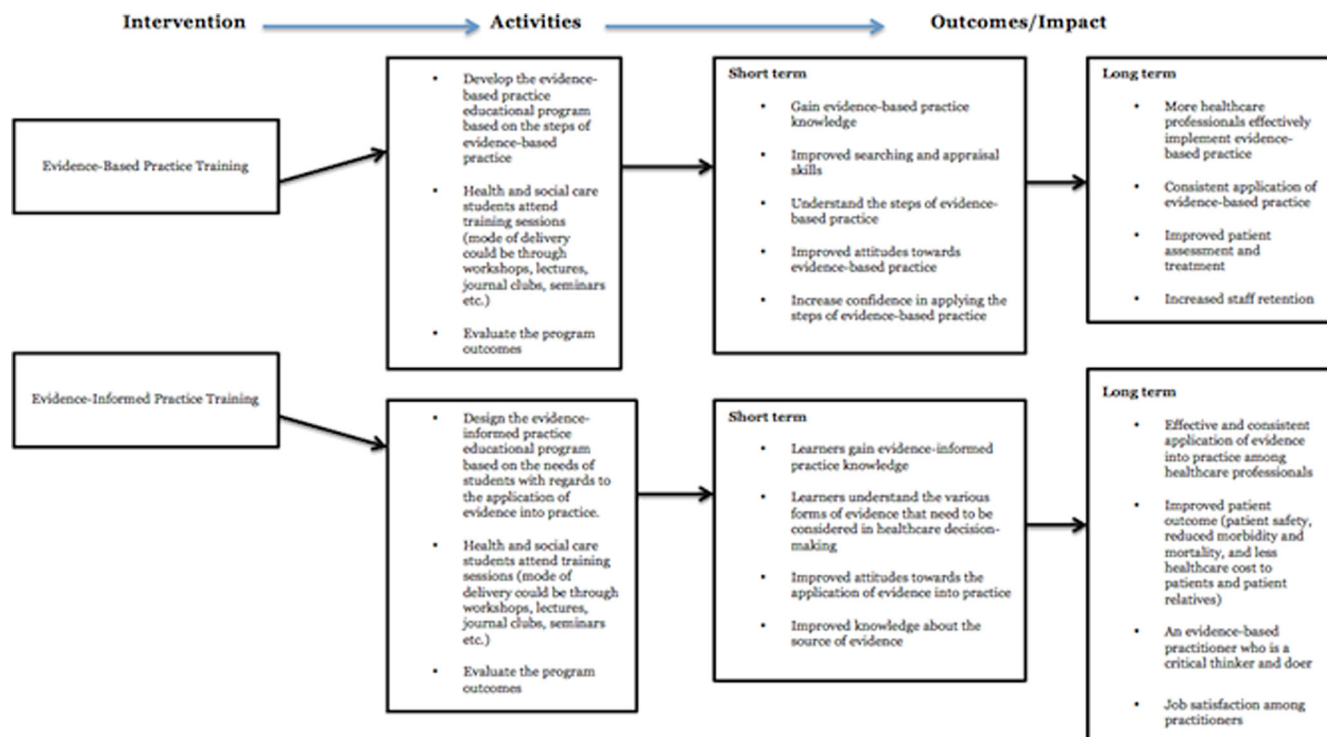 Intervention
Activities
Outcomes/Impact
Evidence-Based Practice Training
• Develop the evidence-
based practice
educational program
based on the steps of
evidence-based
practice
• Health and social care
students attend
training sessions
(mode of delivery
could be through
workshops, lectures,
journal clubs, seminars
etc.)
• Evaluate the program
outcomes
Short term
• Gain evidence-based practice
knowledge
• Improved searching and appraisal
skills
• Understand the steps of evidence-
based practice
• Improved attitudes towards
evidence-based practice
• Increase confidence in applying the
steps of evidence-based practice
Long term
• More healthcare
professionals effectively
implement evidence-
based practice
• Consistent application of
evidence-based practice
• Improved patient
assessment and
treatment
• Increased staff retention
Evidence-Informed Practice Training
• Design the evidence-
informed practice
educational program
based on the needs of
students with regards to
the application of
evidence into practice.
• Health and social care
students attend training
sessions (mode of
delivery could be through
workshops, lectures,
journal clubs, seminars
etc.)
• Evaluate the program
outcomes
Short term
• Learners gain evidence-informed
practice knowledge
• Learners understand the various
forms of evidence that need to be
considered in healthcare decision-
making
• Improved attitudes towards the
application of evidence into practice
• Improved knowledge about the
source of evidence
Long term
• Effective and consistent
application of evidence
into practice among
healthcare professionals
• Improved patient
outcome (patient safety,
reduced morbidity and
mortality, and less
healthcare cost to
patients and patient
relatives)
• An evidence-based
practitioner who is a
critical thinker and doer
• Job satisfaction among
practitioners